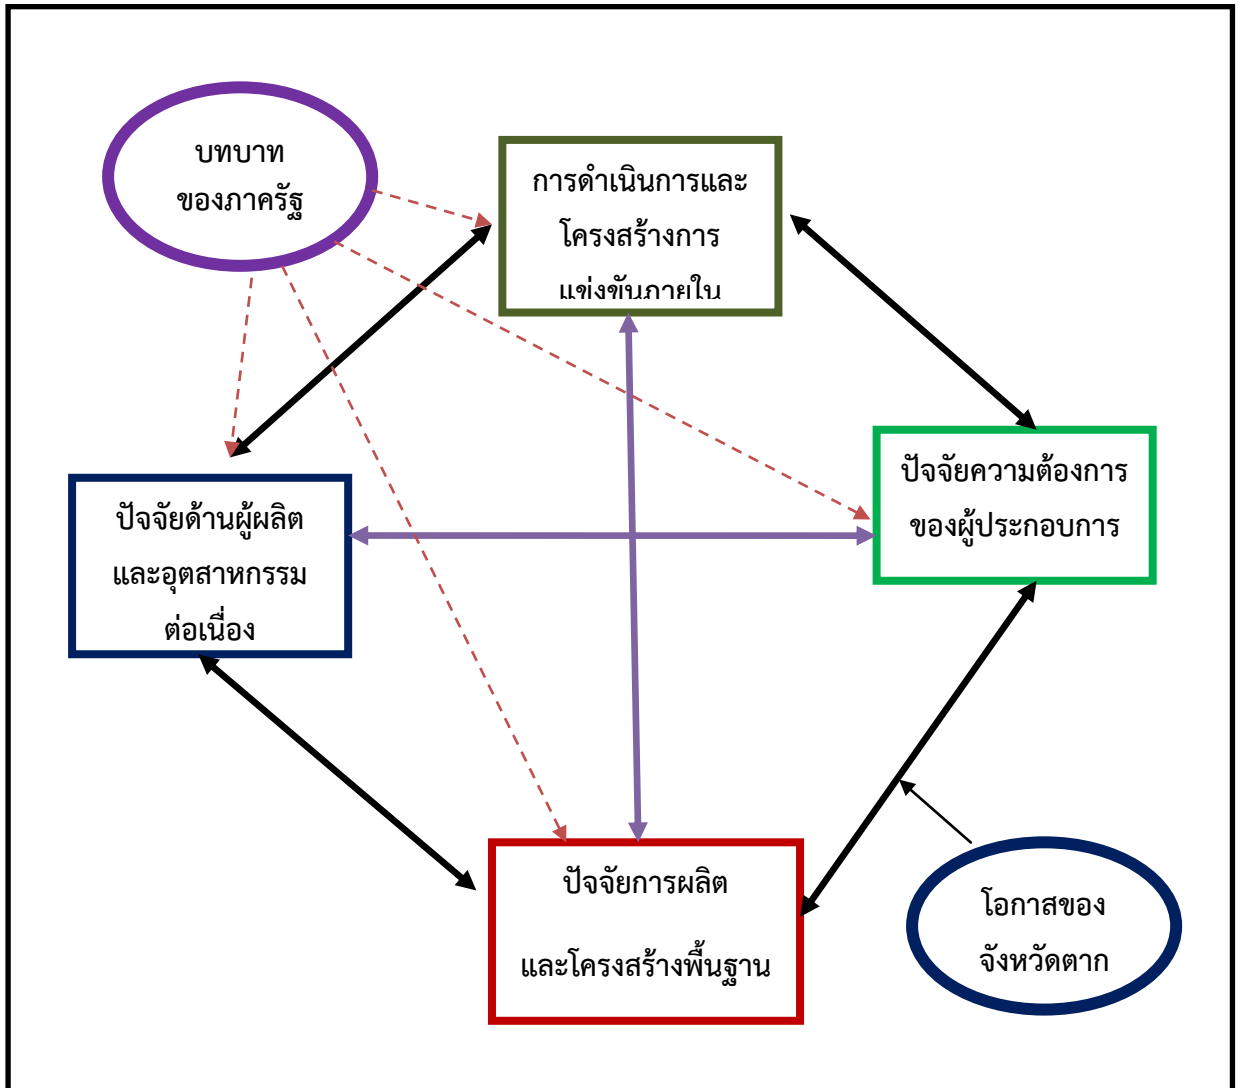 บทบาท
ของภาครัฐ
การดำเนินการและ
โครงสร้างการ
แข่งขันภายใน
ปัจจัยความต้องการ
ของผู้ประกอบการ
ปัจจัยด้านผู้ผลิต
และอุตสาหกรรม
ต่อเนื่อง
ปัจจัยการผลิต
และโครงสร้างพื้นฐาน
โอกาสของ
จังหวัดตาก